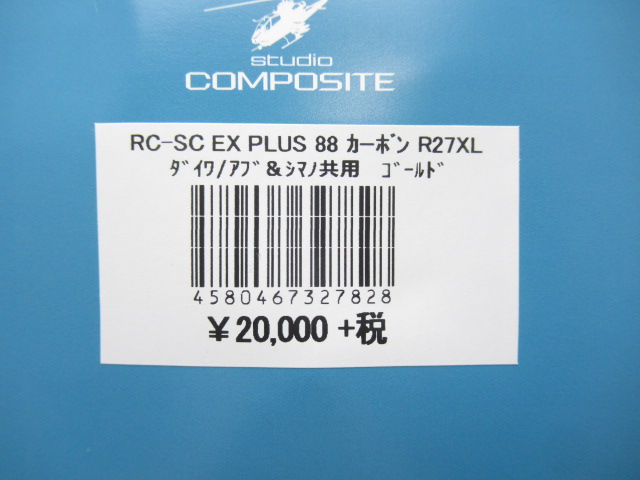 studio
COMPOSITE
RC-SC EX PLUS 88 ｶｰﾎﾞﾝ R27XL
ﾀﾞｲﾜ/ｱﾌﾞ＆ｼﾏﾉ共用　ｺﾞｰﾙﾄﾞ
4580467327828
￥20,000 +税